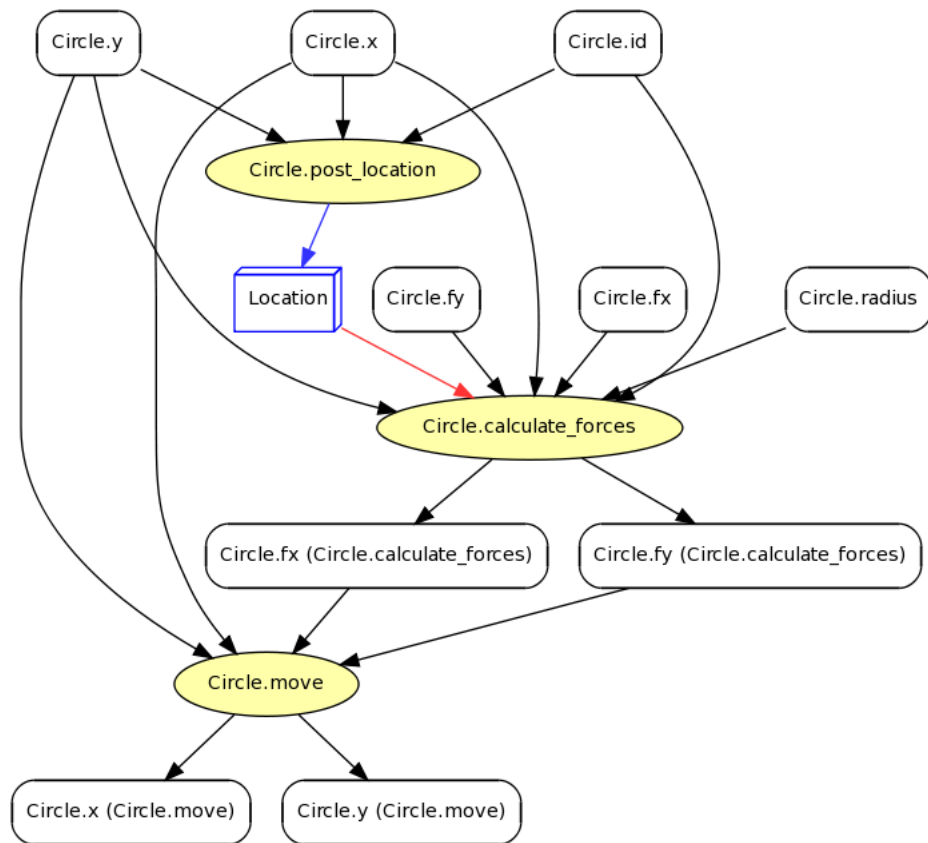 Circle.y
Circle.x
Circle.id
Circle.post_location
Location
Circle.fy
Circle.fx
Circle.radius
Circle.calculate_forces
Circle.fx (Circle.calculate_forces)
Circle.fy (Circle.calculate_forces)
Circle.move
Circle.x (Circle.move)
Circle.y (Circle.move)